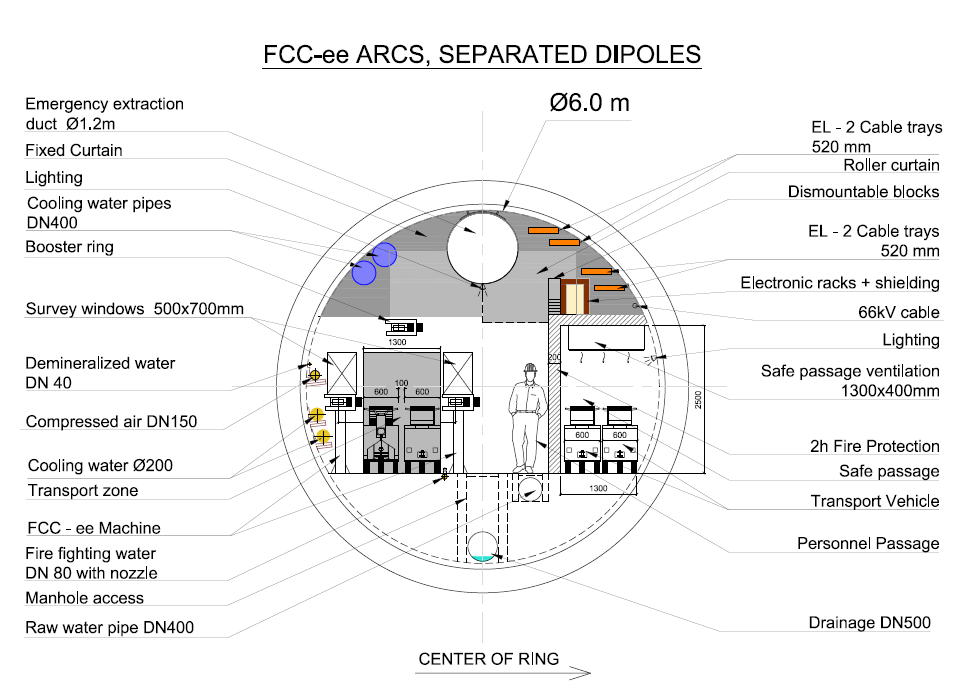 FCC-ee ARCS, SEPARATED DIPOLES
Ø6.0 m
Emergency extraction
duct Ø1.2m
Fixed Curtain
Lighting
Cooling water pipes
DN400
Booster ring
Survey windows 500x700mm
Demineralized water
DN 40
Compressed air DN150
Cooling water Ø200
Transport zone
FCC - ee Machine
Fire fighting water
DN 80 with nozzle
Manhole access
Raw water pipe DN400
EL - 2 Cable trays
520 mm
Roller curtain
Dismountable blocks
EL - 2 Cable trays
520 mm
Electronic racks + shielding
66kV cable
Lighting
Safe passage ventilation
1300x400mm
2h Fire Protection
Safe passage
Transport Vehicle
Personnel Passage
Drainage DN500
1300
100
600
600
200
2500
600
600
1300
CENTER OF RING